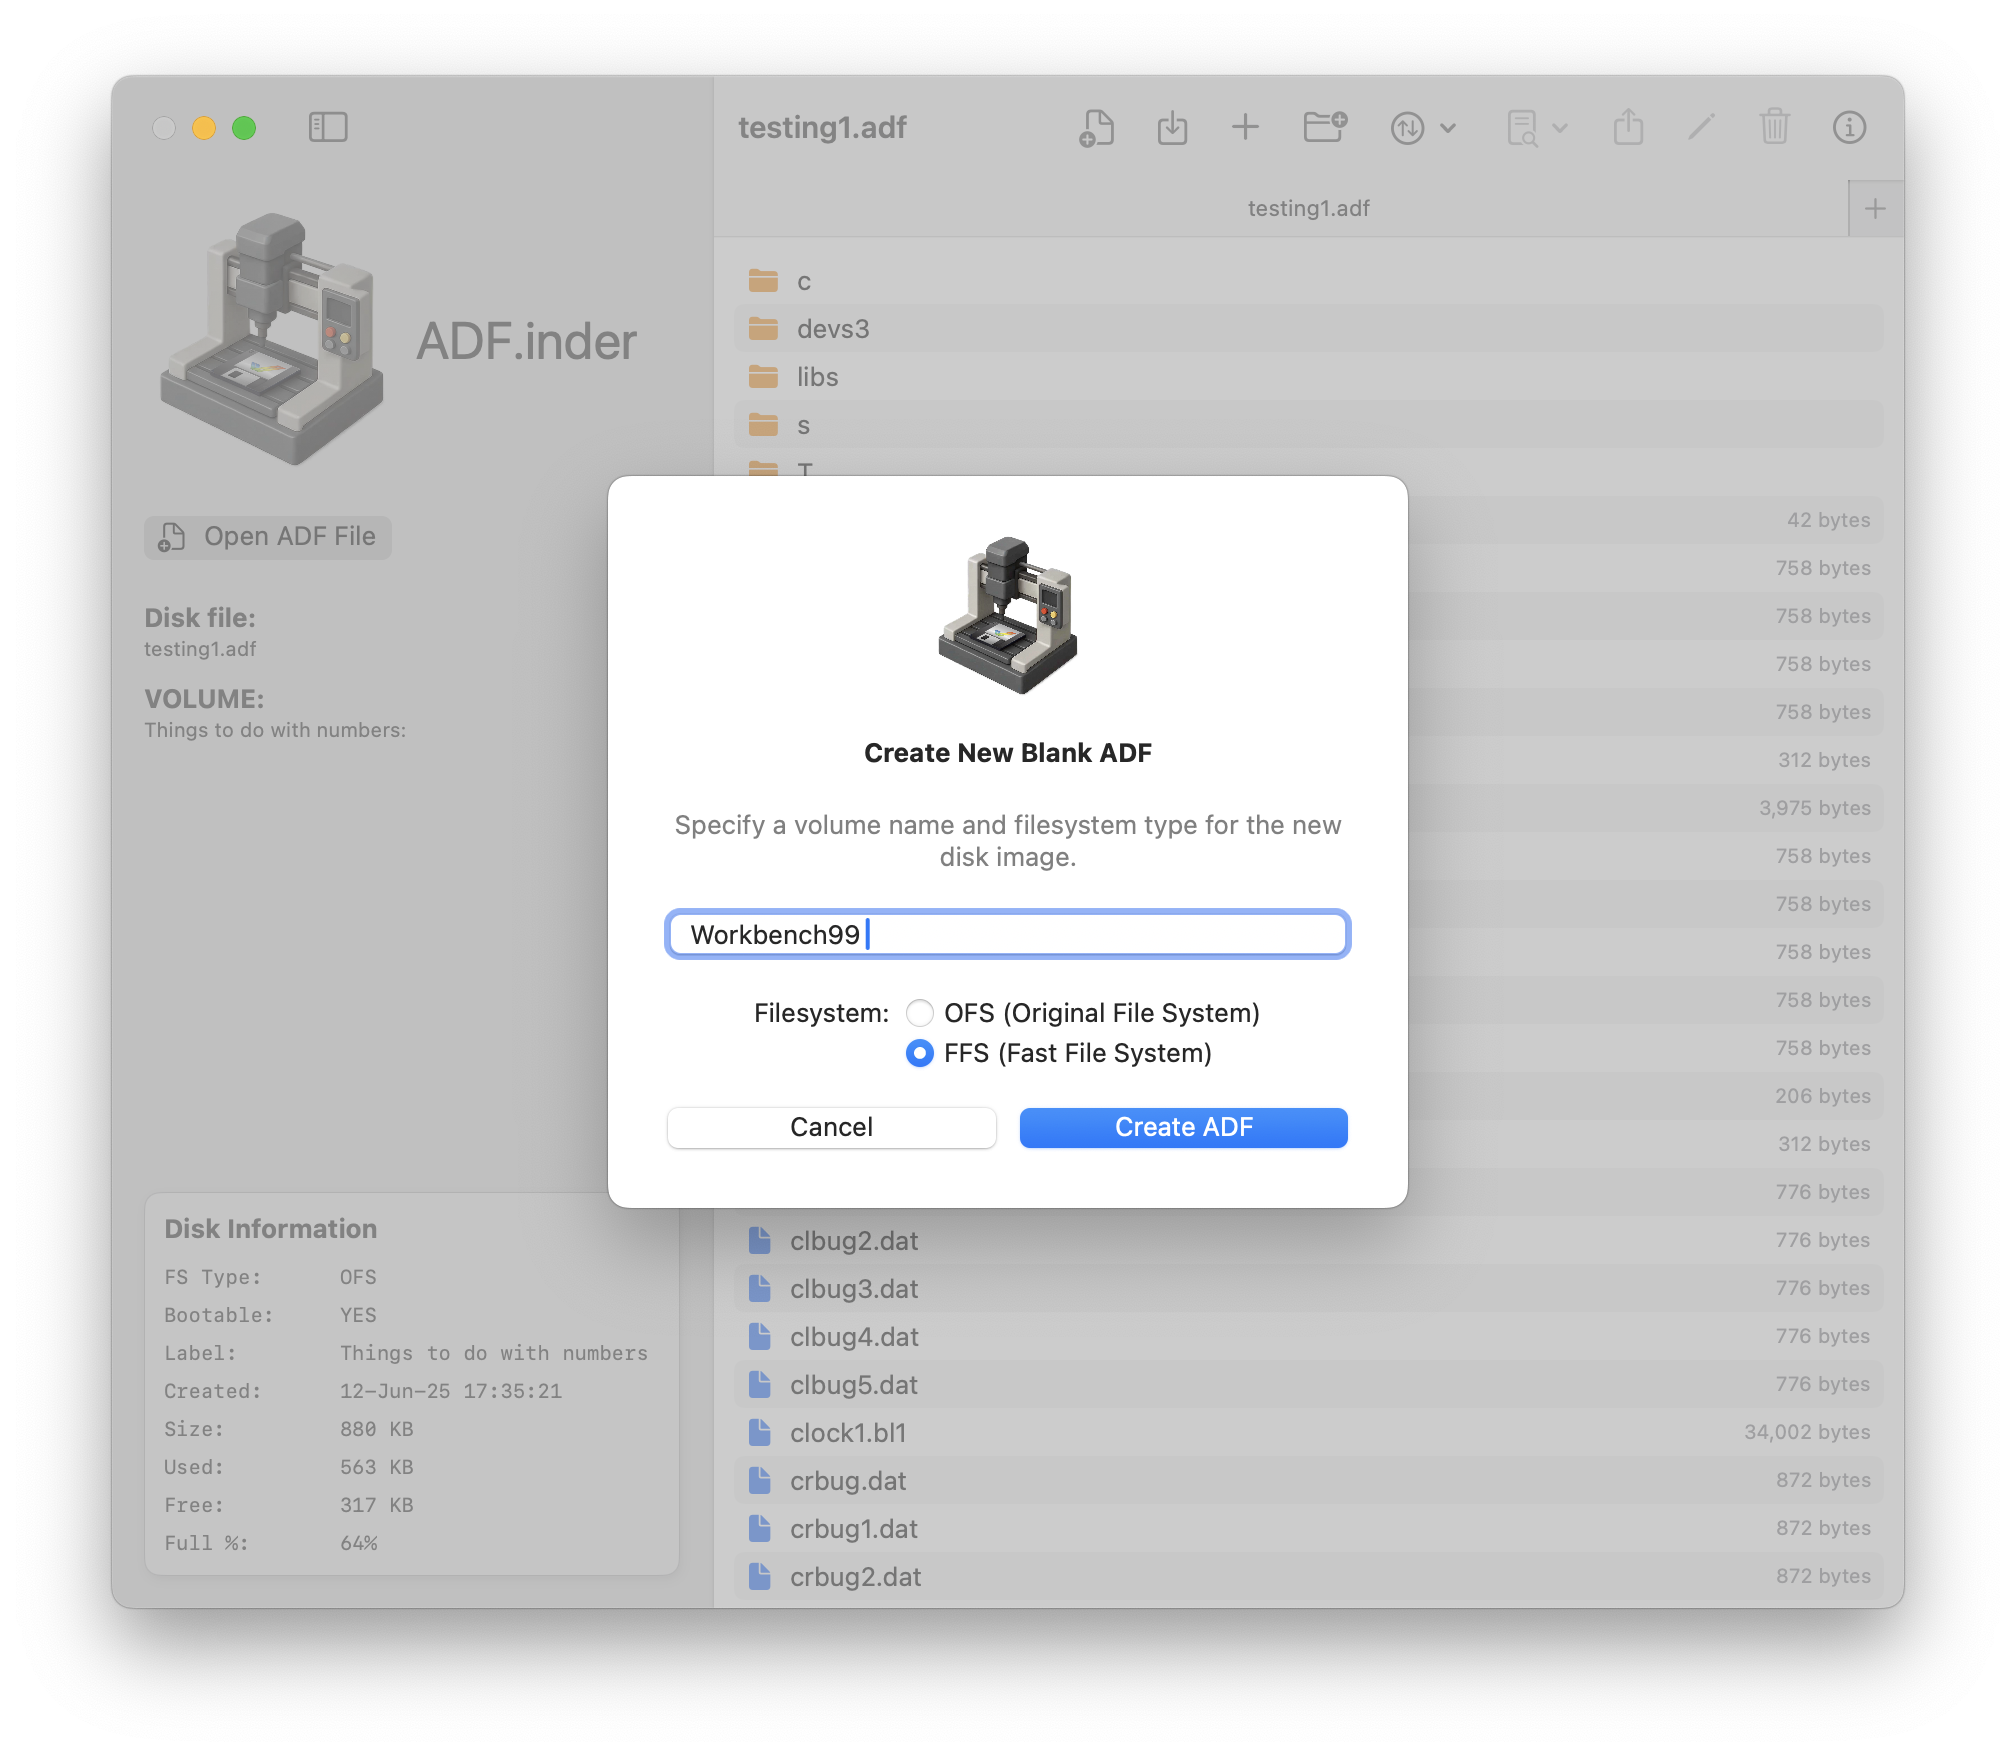 testing1.adf
testing1.adf
ADF.inder
Open ADF File
Disk file:
testing1.adf
VOLUME:
Things to do with numbers:
Disk Information
FS Type: OFS
Bootable: YES
Label: Things to do with numbers
Created: 12-Jun-25 17:35:21
Size: 880 KB
Used: 563 KB
Free: 317 KB
Full %: 64%
c
devs3
libs
s
T
42 bytes
758 bytes
758 bytes
758 bytes
758 bytes
312 bytes
3,975 bytes
758 bytes
758 bytes
758 bytes
758 bytes
758 bytes
206 bytes
312 bytes
776 bytes
clbug2.dat 776 bytes
clbug3.dat 776 bytes
clbug4.dat 776 bytes
clbug5.dat 776 bytes
clock1.bl1 34,002 bytes
crbug.dat 872 bytes
crbug1.dat 872 bytes
crbug2.dat 872 bytes
Create New Blank ADF
Specify a volume name and filesystem type for the new
disk image.
Workbench99
Filesystem: OFS (Original File System)
FFS (Fast File System)
Cancel Create ADF